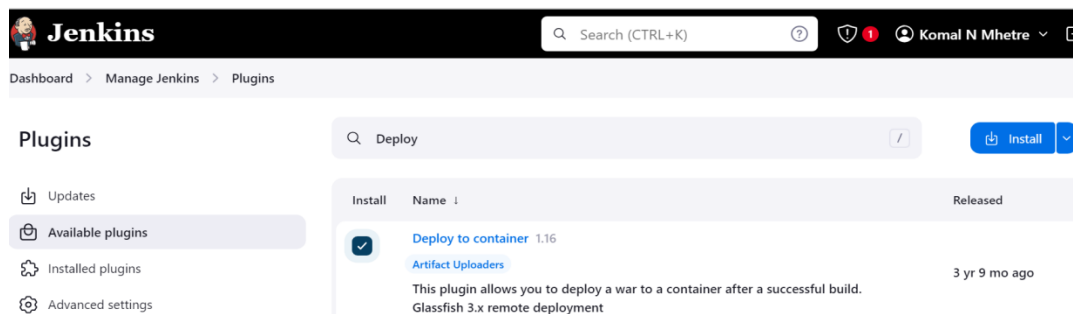 Jenkins
Search (CTRL+K)
1
Komal N Mhetre
Dashboard > Manage Jenkins > Plugins
Plugins
Deploy
/
Install
Updates
Available plugins
Installed plugins
Advanced settings
Install Name ↓ Released
Deploy to container 1.16
Artifact Uploaders
This plugin allows you to deploy a war to a container after a successful build.
Glassfish 3.x remote deployment
3 yr 9 mo ago